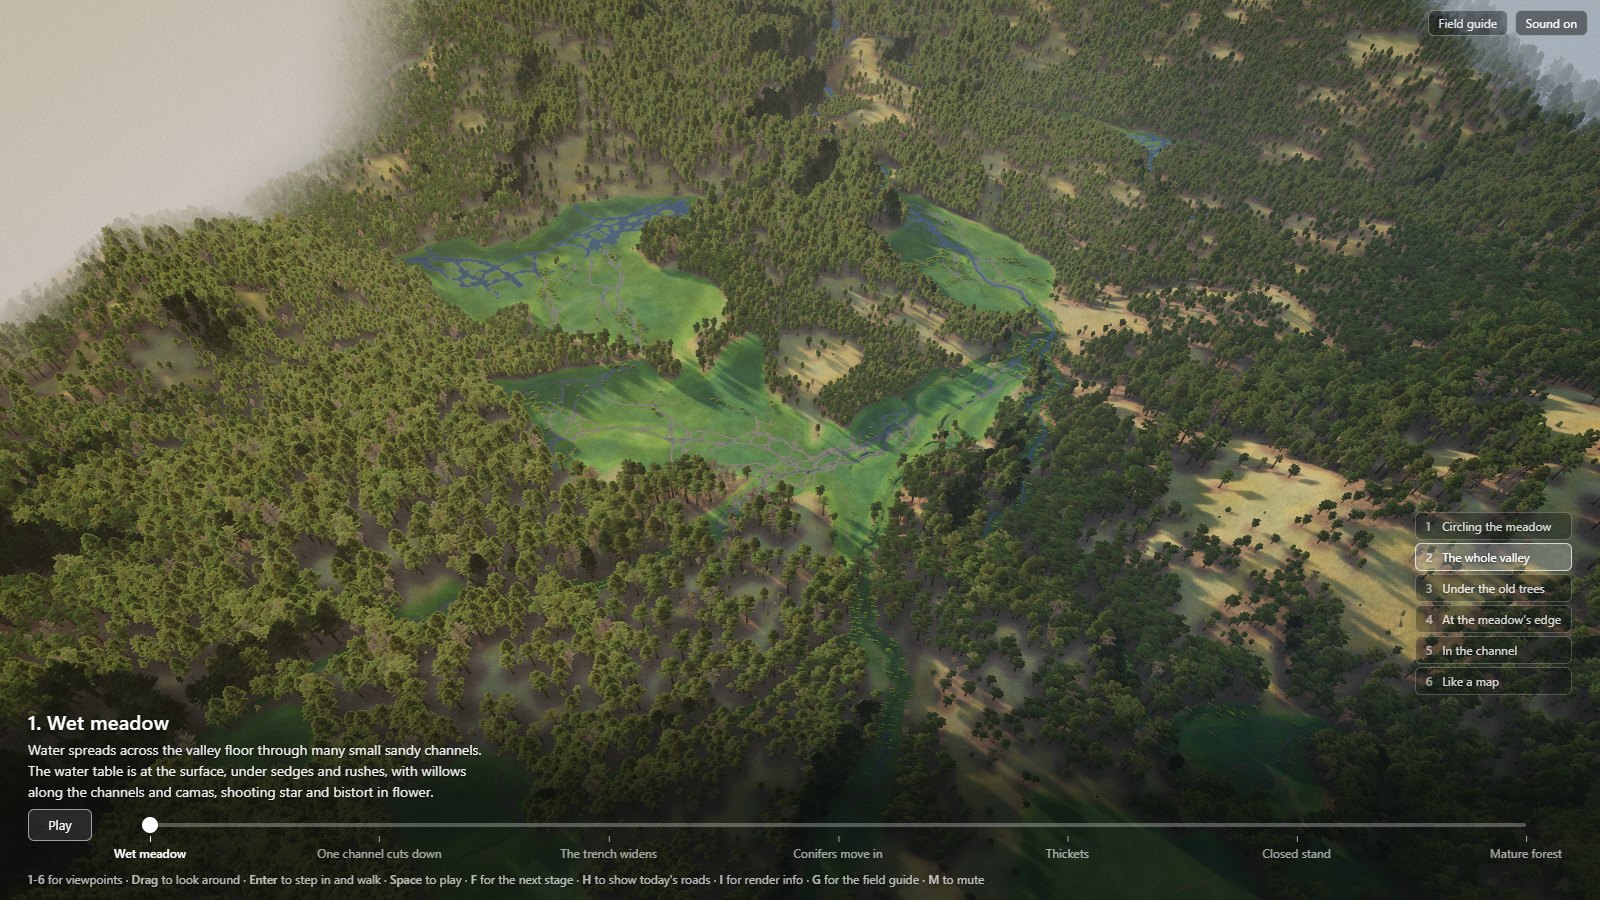 Field guide
Sound on
1 Circling the meadow
2 The whole valley
3 Under the old trees
4 At the meadow's edge
5 In the channel
6 Like a map
1. Wet meadow
Water spreads across the valley floor through many small sandy channels.
The water table is at the surface, under sedges and rushes, with willows
along the channels and camas, shooting star and bistort in flower.
Play
Wet meadow
One channel cuts down
The trench widens
Conifers move in
Thickets
Closed stand
Mature forest
1-6 for viewpoints · Drag to look around · Enter to step in and walk · Space to play · F for the next stage · H to show today's roads · I for render info · G for the field guide · M to mute